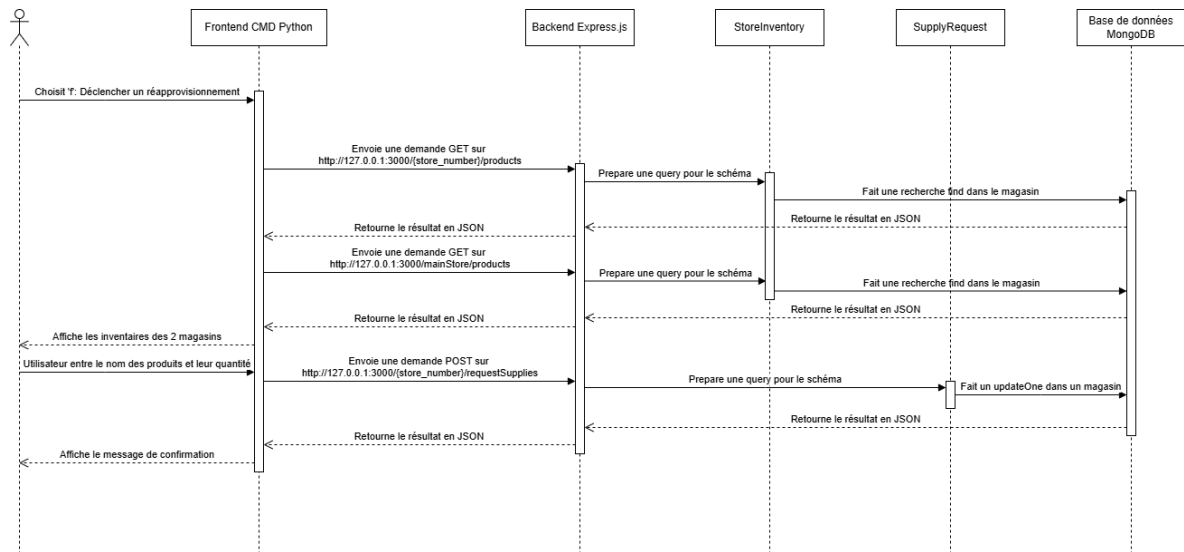 Frontend CMD Python
Backend Express.js
StoreInventory
SupplyRequest
Base de données
MongoDB
Choisit 'f': Déclencher un réapprovisionnement
Envoie une demande GET sur
http://127.0.0.1:3000/{store_number}/products
Prepare une query pour le schéma
Fait une recherche find dans le magasin
Retourne le résultat en JSON
Retourne le résultat en JSON
Envoie une demande GET sur
http://127.0.0.1:3000/mainStore/products
Prepare une query pour le schéma
Fait une recherche find dans le magasin
Retourne le résultat en JSON
Retourne le résultat en JSON
Affiche les inventaires des 2 magasins
Utilisateur entre le nom des produits et leur quantité
Envoie une demande POST sur
http://127.0.0.1:3000/{store_number}/requestSupplies
Prepare une query pour le schéma
Fait un updateOne dans un magasin
Retourne le résultat en JSON
Retourne le résultat en JSON
Affiche le message de confirmation